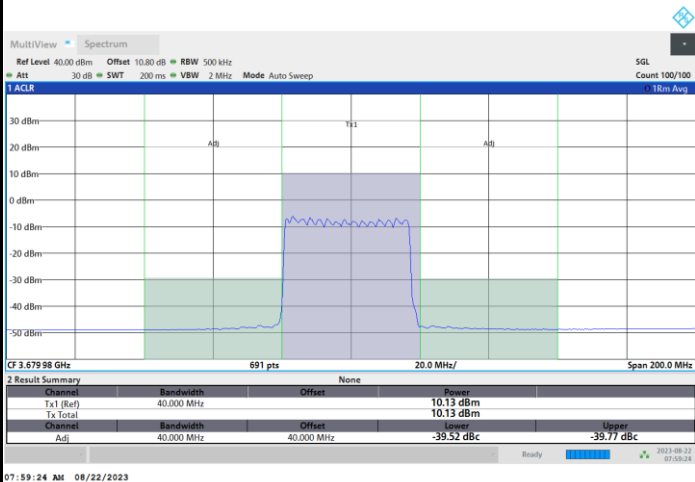 MultiView Spectrum
Ref Level 40.00 dBm Offset 10.80 dB RBW 500 kHz SGL
Att 30 dB SWT 200 ms VBW 2 MHz Mode Auto Sweep Count 100/100
1 ACLR 1Rm Avg
30 dBm
Tx1
20 dBm
Adj Adj
10 dBm
0 dBm
-10 dBm
-20 dBm
-30 dBm
-40 dBm
-50 dBm
CF 3.67998 GHz 691 pts 20.0 MHz/ Span 200.0 MHz
2 Result Summary None
Channel Bandwidth Offset Power
Tx1 (Ref) 40.000 MHz 10.13 dBm
Tx Total 10.13 dBm
Channel Bandwidth Offset Lower Upper
Adj 40.000 MHz 40.000 MHz -39.52 dBc -39.77 dBc
Ready 2023-08-22
07:59:24
07:59:24 AM 08/22/2023